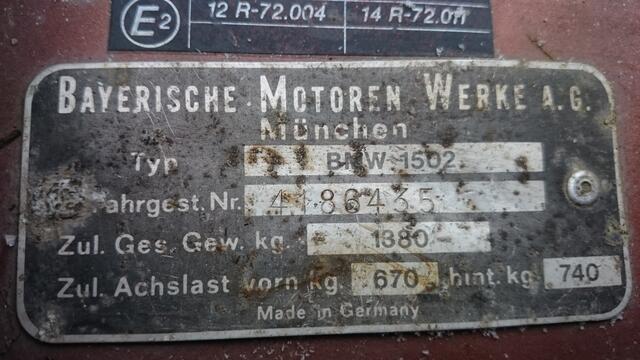 E2 12 R-72.004 14 R-72.011
BAYERISCHE MOTOREN WERKE A.G.
München
Typ BMW 1502
Fahrgest. Nr. 4186435
Zul. Ges. Gew. kg 1380-
Zul. Achslast vorn kg. 670 hint. kg. 740
Made in Germany